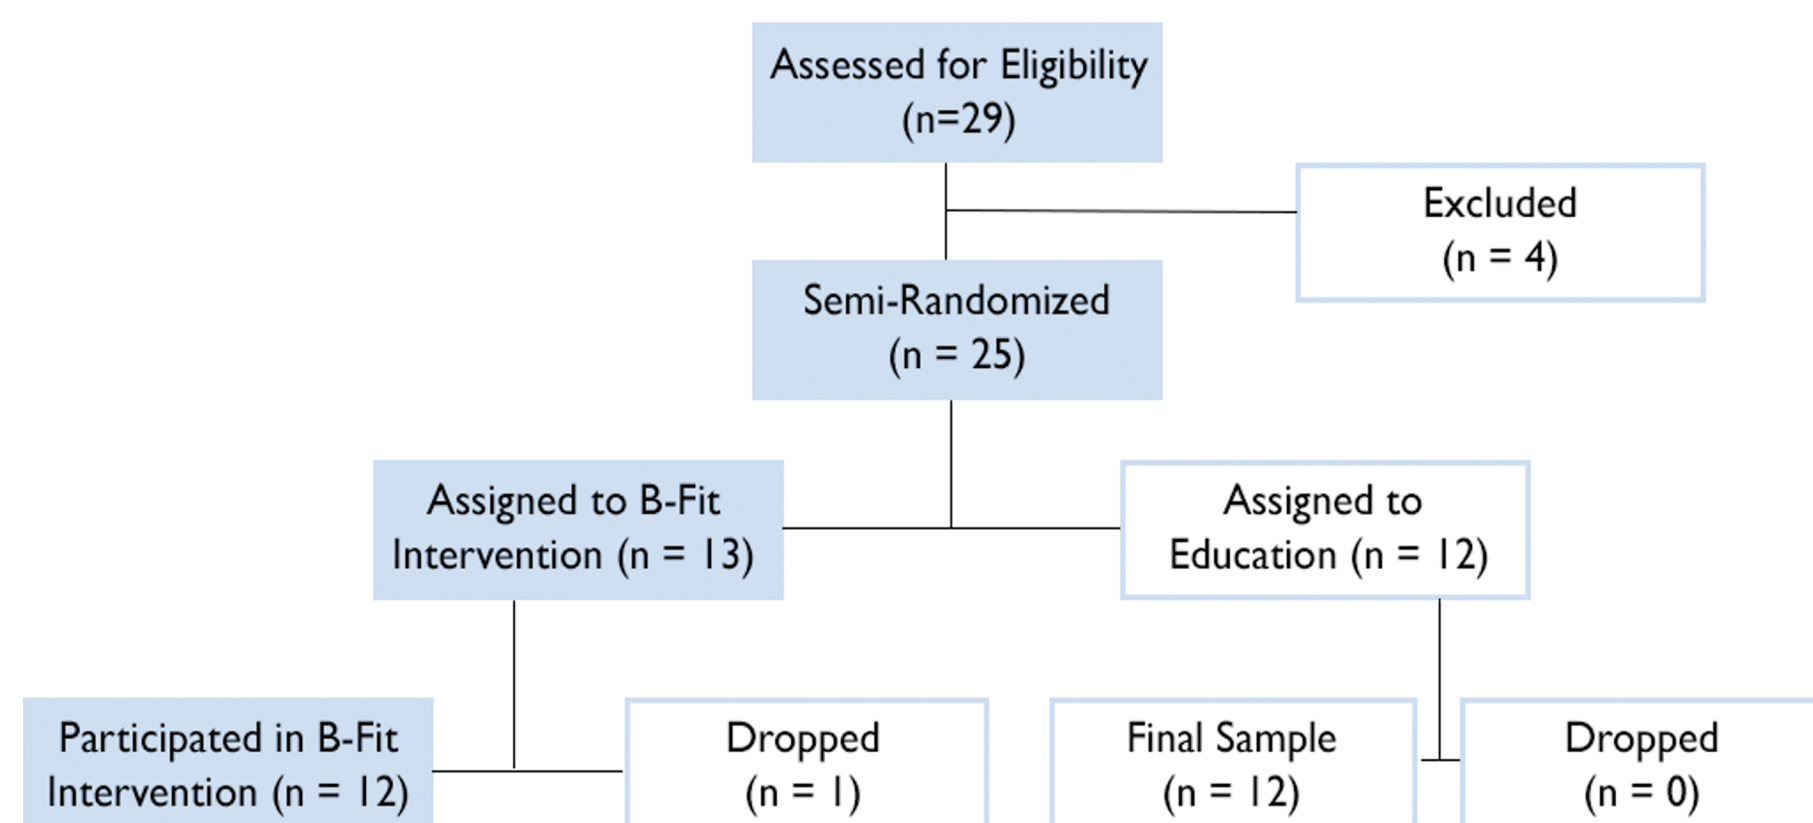 Assessed for Eligibility
(n=29)
Excluded
(n = 4)
Semi-Randomized
(n = 25)
Assigned to B-Fit
Intervention (n = 13)
Assigned to
Education (n = 12)
Participated in B-Fit
Intervention (n = 12)
Dropped
(n = 1)
Final Sample
(n = 12)
Dropped
(n = 0)